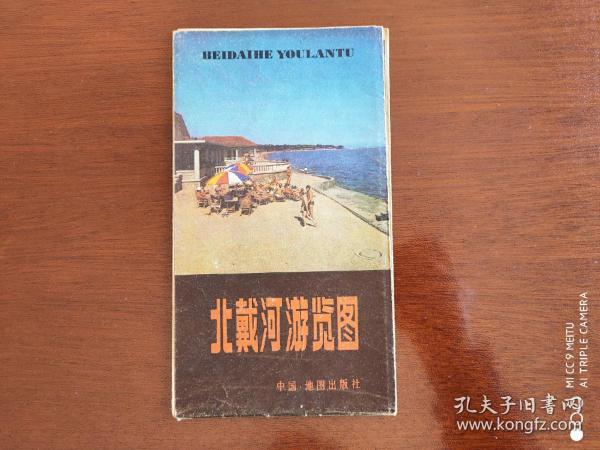 BEIDAIHE YOULANTU
北戴河游览图
中国·地图出版社
MI CC9 MEITU
AI TRIPLE CAMERA
孔夫子旧書网
www.kongfz.com